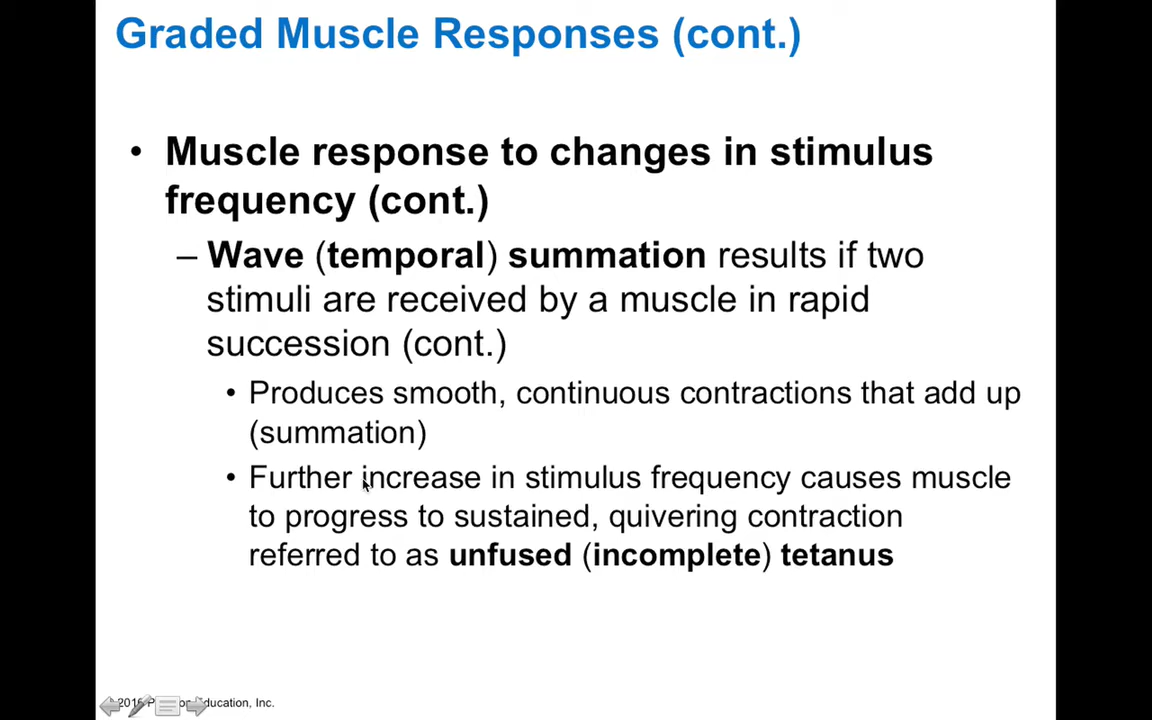 Graded Muscle Responses (cont.)
• Muscle response to changes in stimulus
frequency (cont.)
– Wave (temporal) summation results if two
stimuli are received by a muscle in rapid
succession (cont.)
• Produces smooth, continuous contractions that add up
(summation)
• Further increase in stimulus frequency causes muscle
to progress to sustained, quivering contraction
referred to as unfused (incomplete) tetanus
Education, Inc.